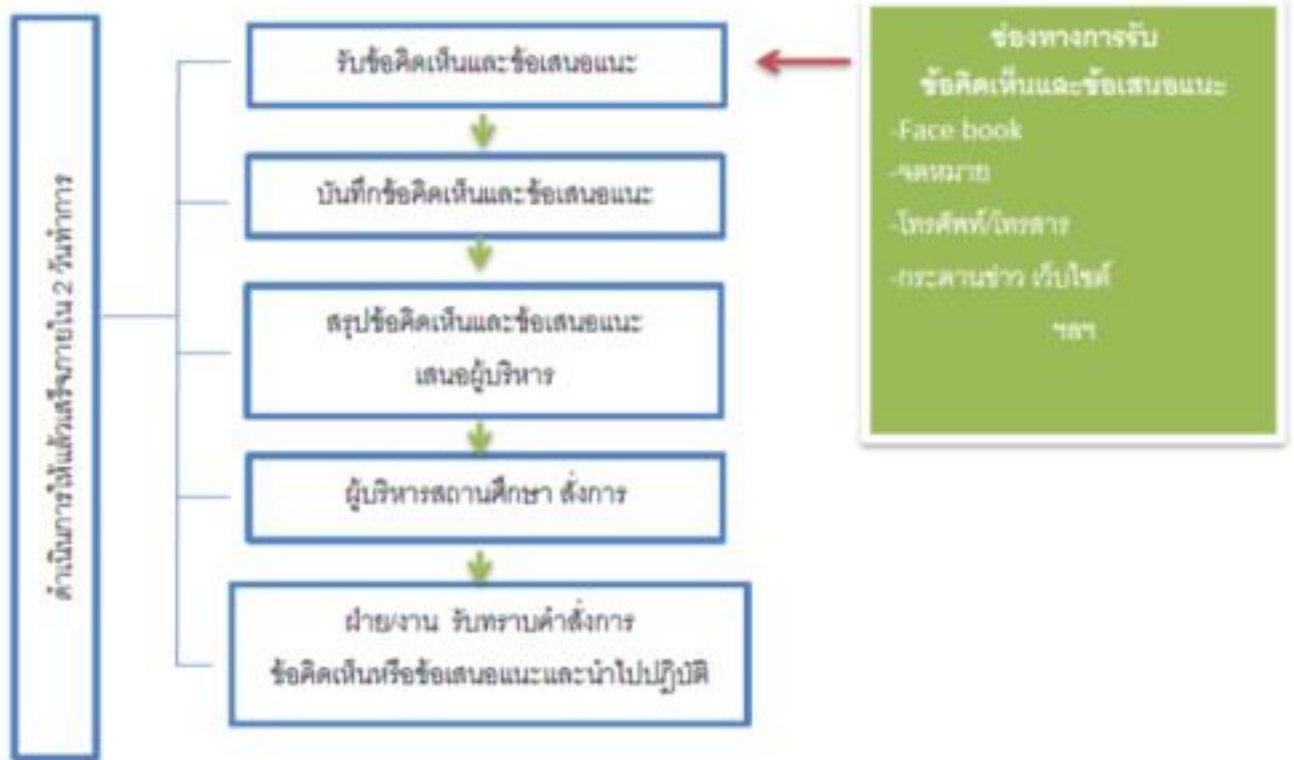 ดำเนินการให้แล้วเสร็จภายใน 2 วันทำการ
รับข้อคิดเห็นและข้อเสนอแนะ
บันทึกข้อคิดเห็นและข้อเสนอแนะ
สรุปข้อคิดเห็นและข้อเสนอแนะ
เสนอผู้บริหาร
ผู้บริหารสถานศึกษา สั่งการ
ฝ่าย/งาน รับทราบคำสั่งการ
ข้อคิดเห็นหรือข้อเสนอแนะและนำไปปฏิบัติ
ช่องทางการรับ
ข้อคิดเห็นและข้อเสนอแนะ
-Face book
-จดหมาย
-โทรศัพท์/โทรสาร
-กระดานข่าว เว็บไซต์
ฯลฯ